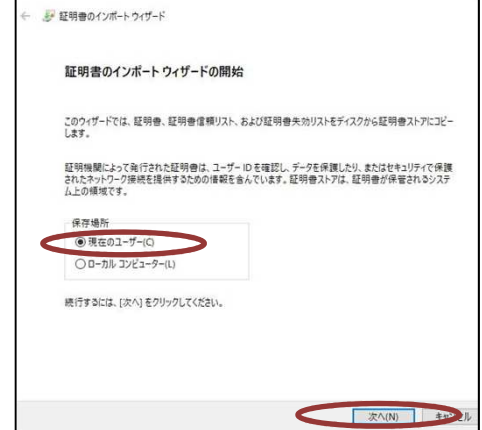 証明書のインポート ウィザード
証明書のインポート ウィザードの開始
このウィザードでは、証明書、証明書信頼リスト、および証明書失効リストをディスクから証明書ストアにコピー
します。
証明機関によって発行された証明書は、ユーザー ID を確認し、データを保護したり、またはセキュリティで保護
されたネットワーク接続を提供するための情報を含んでいます。証明書ストアは、証明書が保管されるシステ
ム上の領域です。
保存場所
現在のユーザー(C)
ローカル コンピューター(L)
続行するには、[次へ] をクリックしてください。
次へ(N)
キャンセル